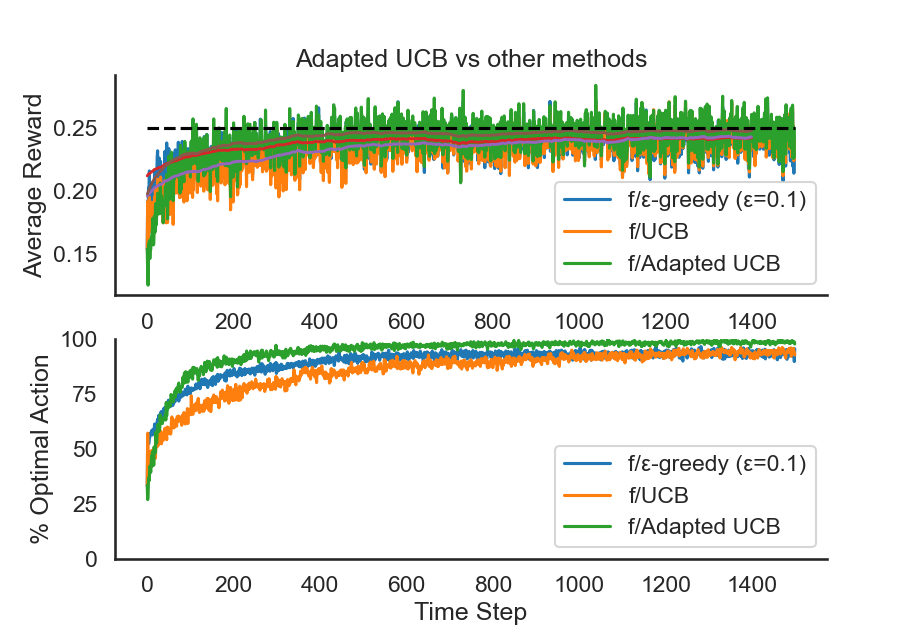 Adapted UCB vs other methods
Average Reward
0.25
0.20
0.15
f/ε-greedy (ε=0.1)
f/UCB
f/Adapted UCB
0 200 400 600 800 1000 1200 1400
% Optimal Action
100
75
50
25
0
f/ε-greedy (ε=0.1)
f/UCB
f/Adapted UCB
0 200 400 600 800 1000 1200 1400
Time Step